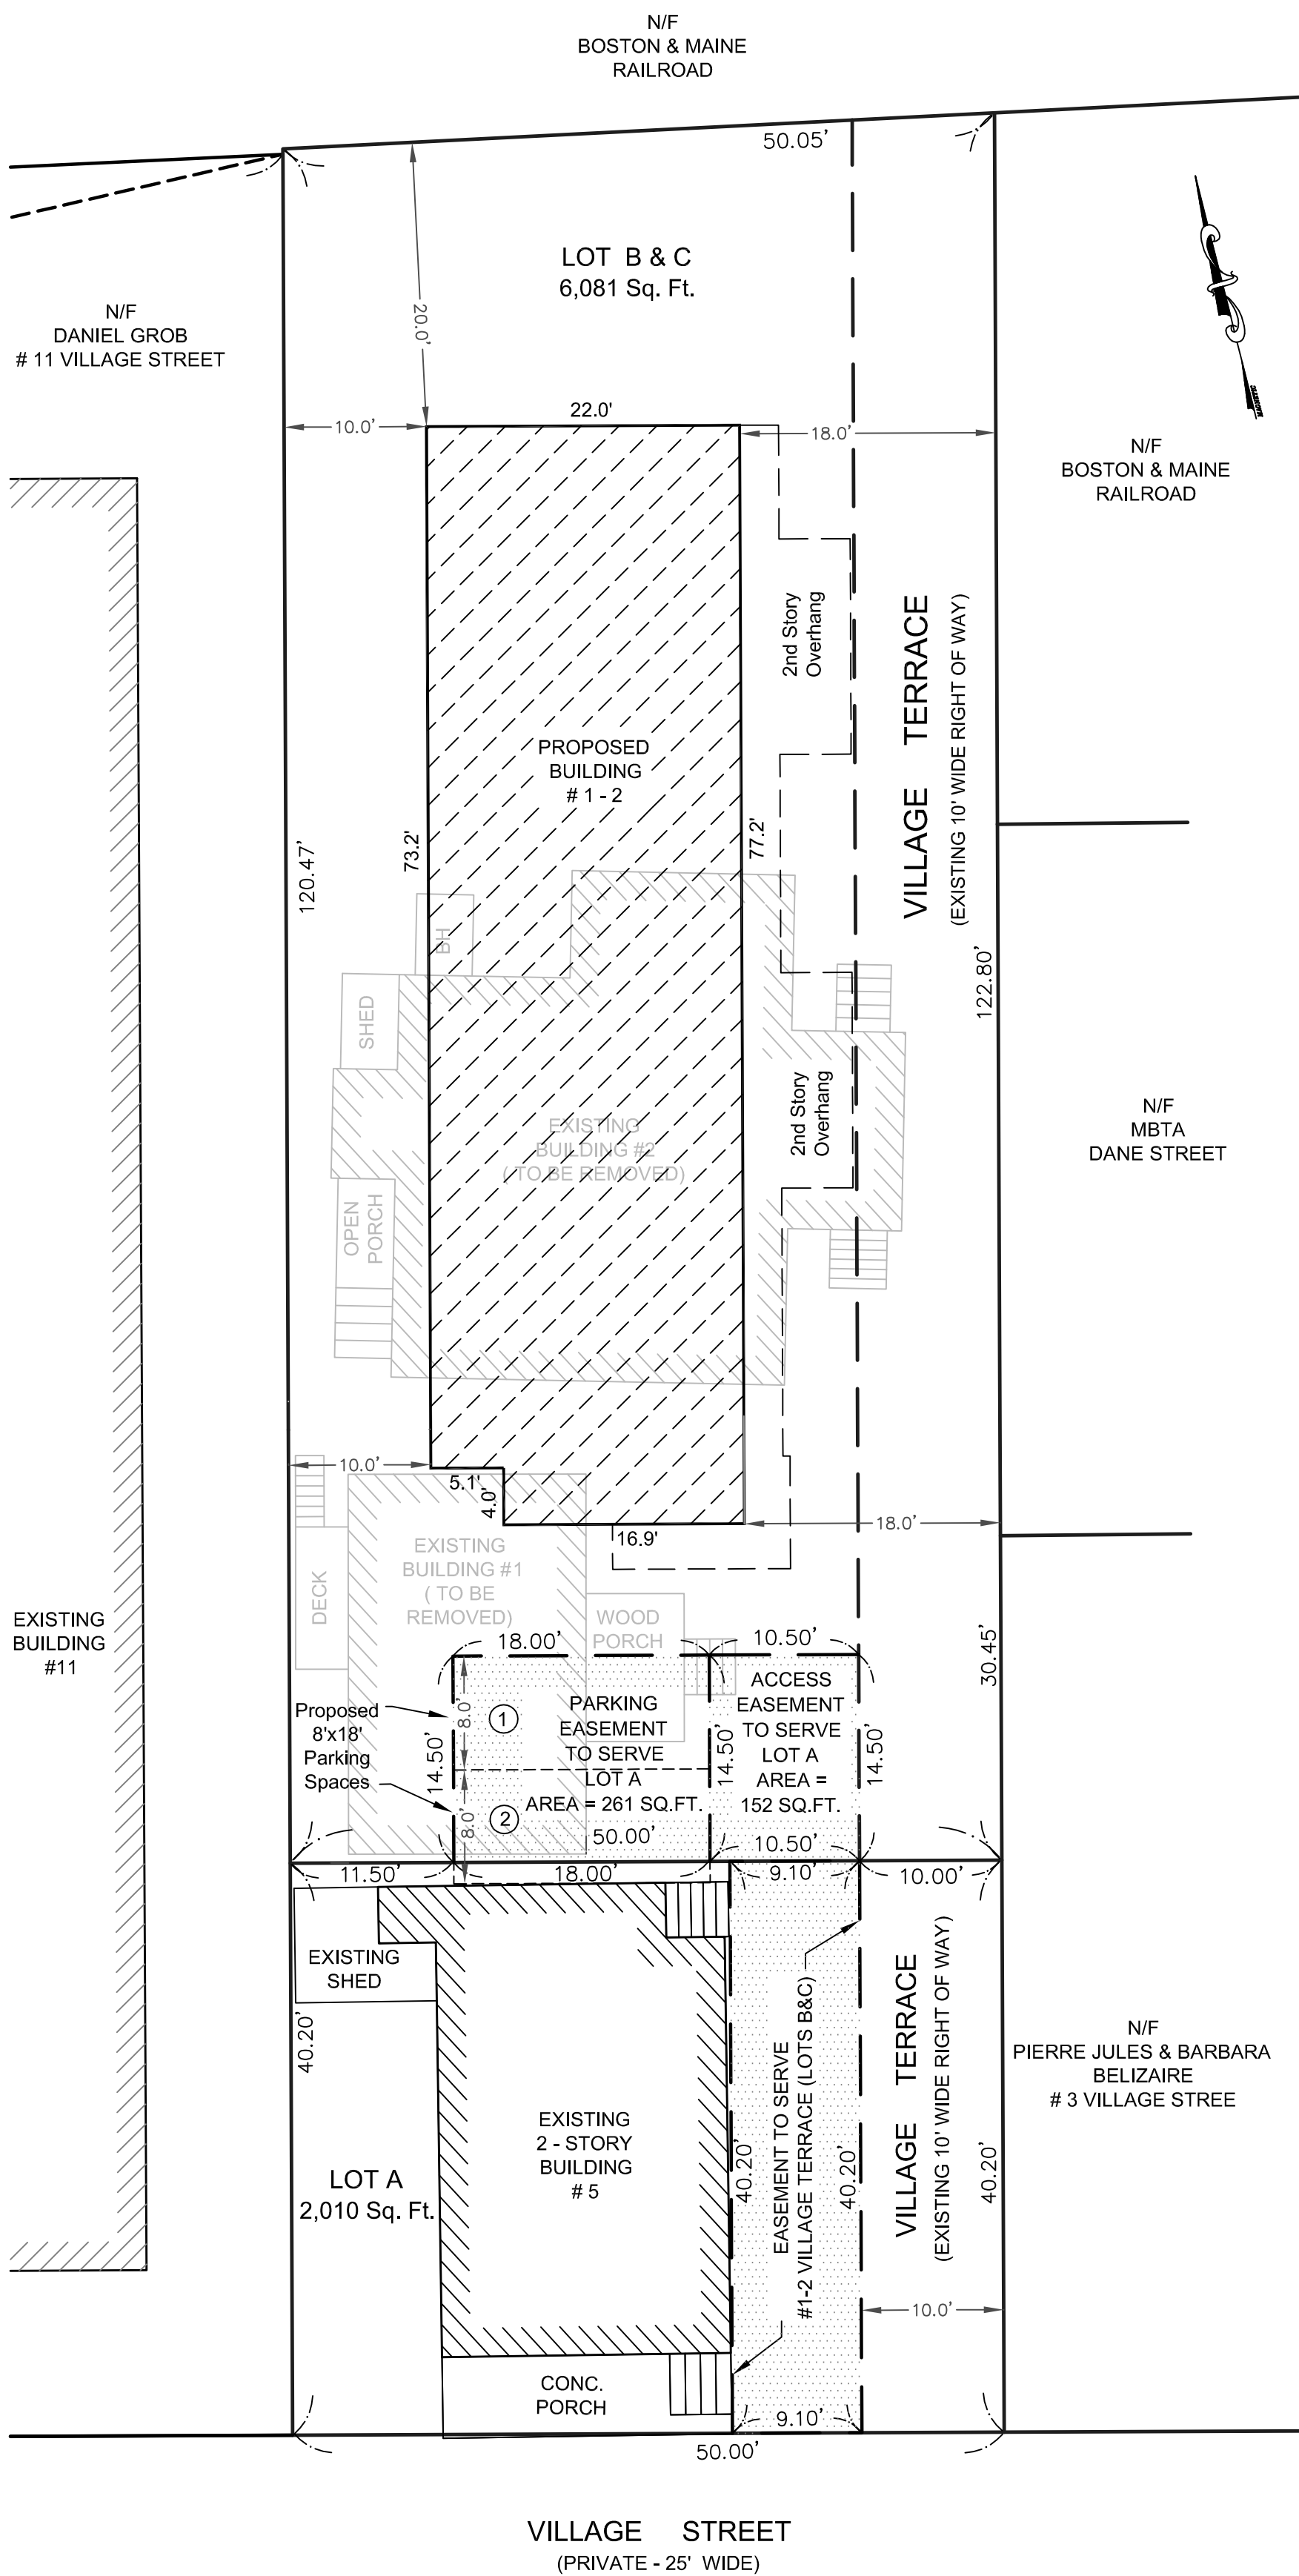 N/F
BOSTON & MAINE
RAILROAD
50.05'
LOT B & C
6,081 Sq. Ft.
N/F
DANIEL GROB
# 11 VILLAGE STREET
20.0'
MAGNETIC
22.0'
10.0'
18.0'
N/F
BOSTON & MAINE
RAILROAD
2nd Story
Overhang
VILLAGE TERRACE
(EXISTING 10' WIDE RIGHT OF WAY)
PROPOSED
BUILDING
# 1 - 2
73.2'
77.2'
120.47'
122.80'
BH
SHED
EXISTING
BUILDING #2
( TO BE REMOVED)
2nd Story
Overhang
N/F
MBTA
DANE STREET
OPEN
PORCH
10.0'
5.1'
4.0'
16.9'
18.0'
EXISTING
BUILDING #1
( TO BE
REMOVED)
DECK
WOOD
PORCH
EXISTING
BUILDING
#11
18.00'
10.50'
30.45'
Proposed
8'x18'
Parking
Spaces
8.0'
1
PARKING
EASEMENT
TO SERVE
LOT A
AREA = 261 SQ.FT.
ACCESS
EASEMENT
TO SERVE
LOT A
AREA =
152 SQ.FT.
14.50'
14.50'
14.50'
8.0'
2
50.00'
10.50'
11.50'
18.00'
9.10'
10.00'
EXISTING
SHED
40.20'
EASEMENT TO SERVE
#1-2 VILLAGE TERRACE (LOTS B&C)
VILLAGE TERRACE
(EXISTING 10' WIDE RIGHT OF WAY)
N/F
PIERRE JULES & BARBARA
BELIZAIRE
# 3 VILLAGE STREE
EXISTING
2 - STORY
BUILDING
# 5
LOT A
2,010 Sq. Ft.
40.20'
40.20'
40.20'
10.0'
CONC.
PORCH
9.10'
50.00'
VILLAGE STREET
(PRIVATE - 25' WIDE)